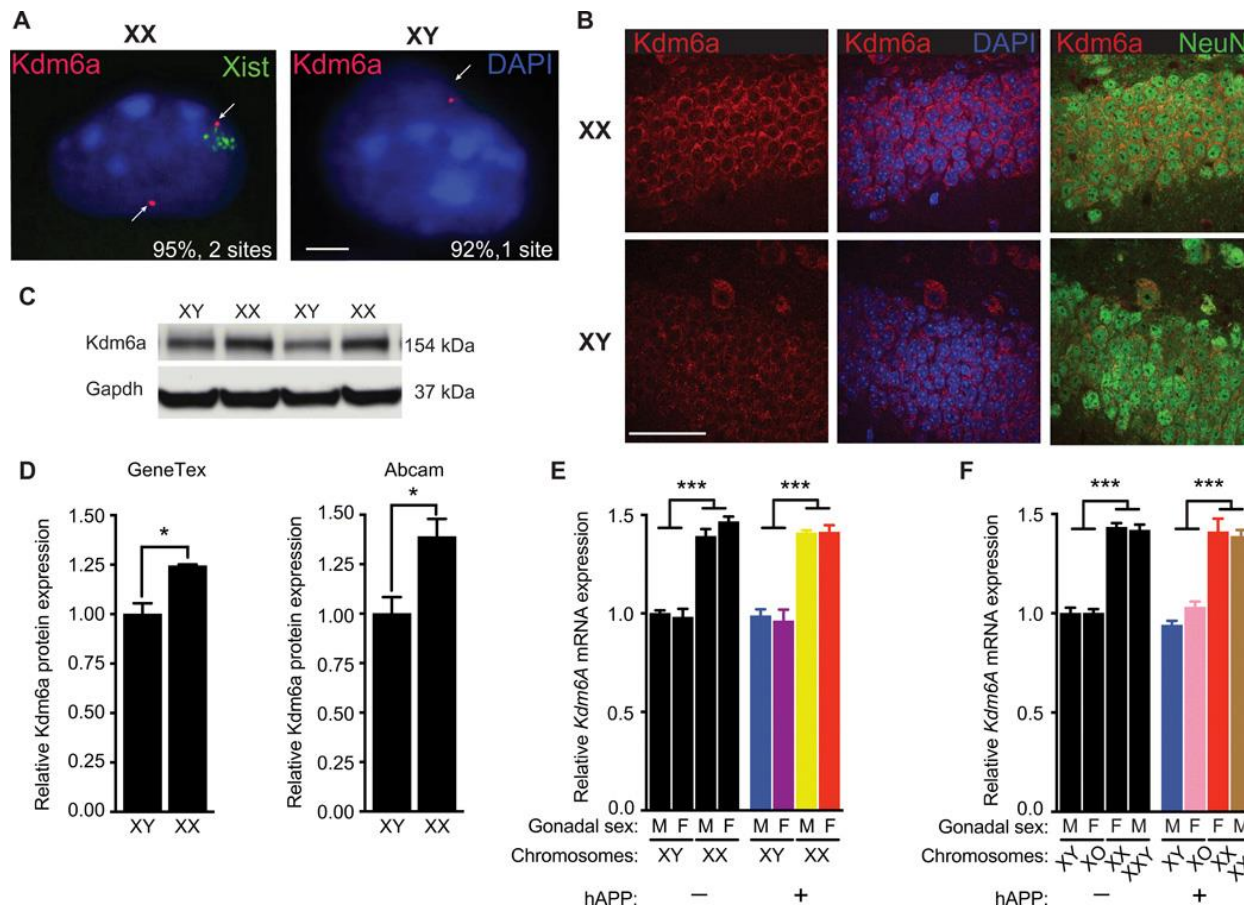 A
XX
XY
Kdm6a
Xist
Kdm6a
DAPI
95%, 2 sites
92%,1 site
B
Kdm6a
Kdm6a
DAPI
Kdm6a
NeuN
XX
XY
C
XY XX XY XX
Kdm6a
154 kDa
Gapdh
37 kDa
D
GeneTex
Relative Kdm6a protein expression
1.50
1.25
1.00
0.75
0.50
0.25
0.00
*
XY XX
Abcam
Relative Kdm6a protein expression
1.50
1.25
1.00
0.75
0.50
0.25
0.00
*
XY XX
E
Relative Kdm6A mRNA expression
1.5
1.0
0.5
0.0
*** ***
Gonadal sex: M F M F M F M F
Chromosomes: XY XX XY XX
hAPP: – +
F
Relative Kdm6A mRNA expression
1.5
1.0
0.5
0.0
*** ***
Gonadal sex: M F F M M F F M
Chromosomes: XY XO XX XXY XY XO XX
hAPP: – +